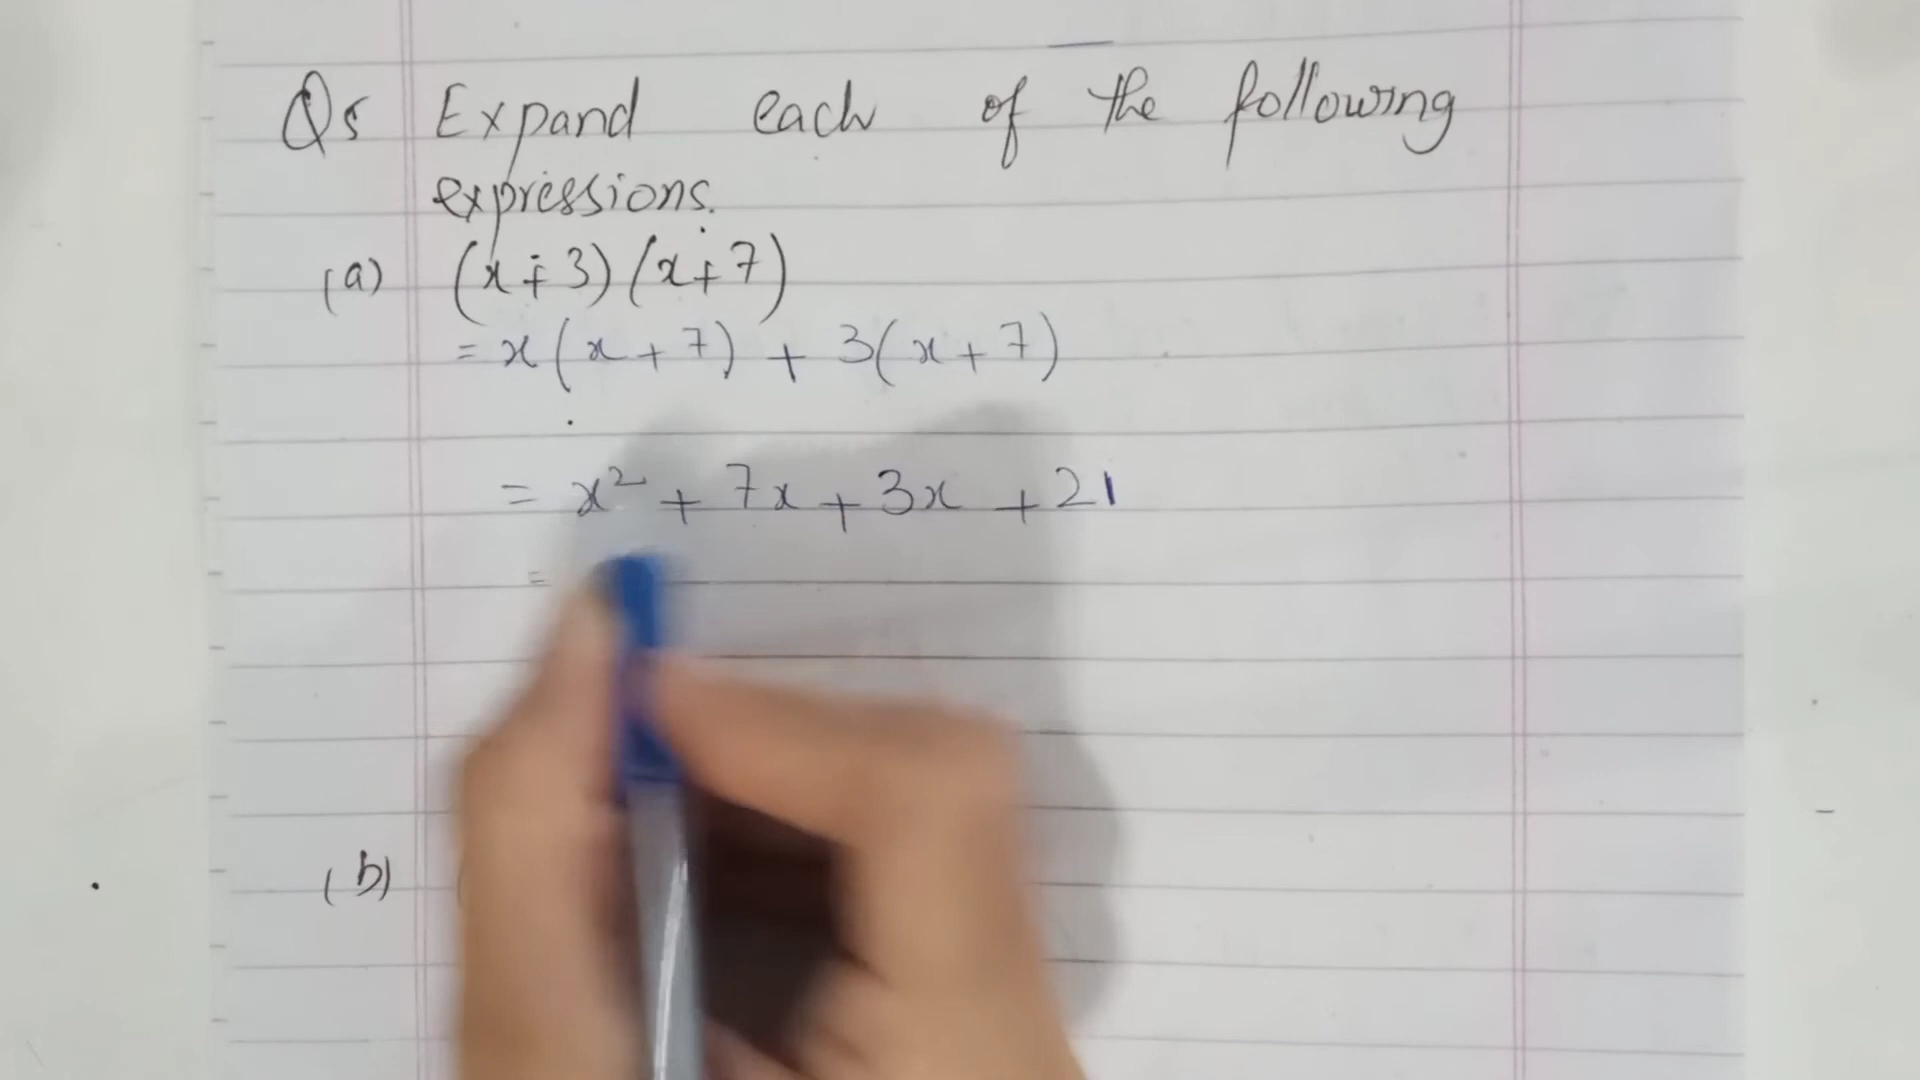 Q5 Expand each of the following
expressions.
(a) (x+3)(x+7)
= x(x+7) + 3(x+7)
= x² + 7x + 3x + 21
=
(b) (